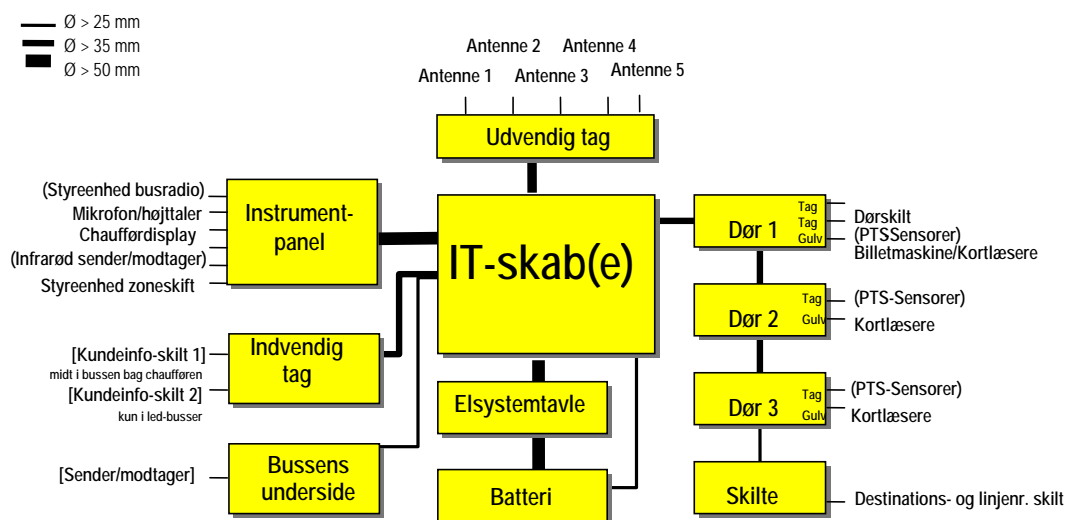 Ø > 25 mm
Ø > 35 mm
Ø > 50 mm
Antenne 2
Antenne 4
Antenne 1
Antenne 3
Antenne 5
Udvendig tag
(Styreenhed busradio)
Mikrofon/højttaler
Chaufførdisplay
(Infrarød sender/modtager)
Styreenhed zoneskift
Instrument-
panel
IT-skab(e)
Dør 1
Tag
Tag
Gulv
Dørskilt
(PTSSensorer)
Billetmaskine/Kortlæsere
Dør 2
Tag
Gulv
(PTS-Sensorer)
Kortlæsere
[Kundeinfo-skilt 1]
midt i bussen bag chaufføren
[Kundeinfo-skilt 2]
kun i led-busser
Indvendig
tag
Elsystemtavle
Dør 3
Tag
Gulv
(PTS-Sensorer)
Kortlæsere
[Sender/modtager]
Bussens
underside
Batteri
Skilte
Destinations- og linjenr. skilt